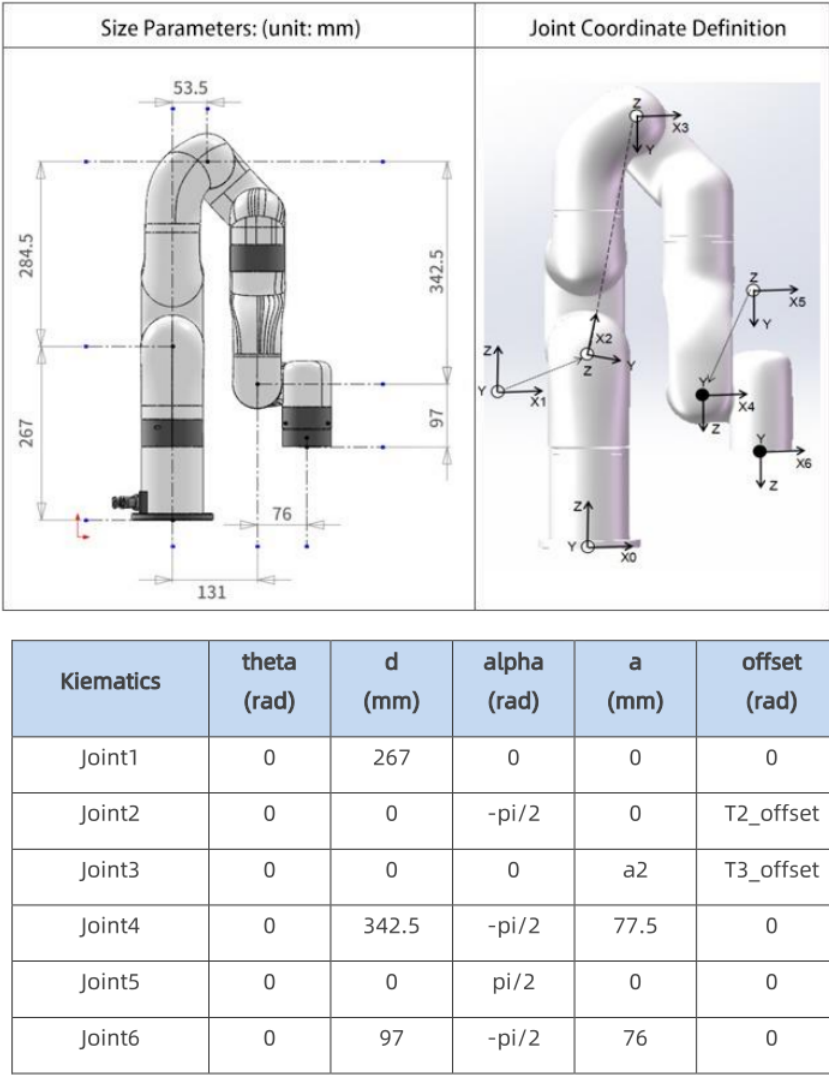 Size Parameters: (unit: mm)
Joint Coordinate Definition
53.5
284.5
342.5
267
97
76
131
Z
X3
Y
Z
X5
Y
X2
Z
Y
Z
Y
X1
Y
X4
Z
Y
X6
Z
Z
Y
X0
Kiematics theta (rad) d (mm) alpha (rad) a (mm) offset (rad)
Joint1 0 267 0 0 0
Joint2 0 0 -pi/2 0 T2_offset
Joint3 0 0 0 a2 T3_offset
Joint4 0 342.5 -pi/2 77.5 0
Joint5 0 0 pi/2 0 0
Joint6 0 97 -pi/2 76 0